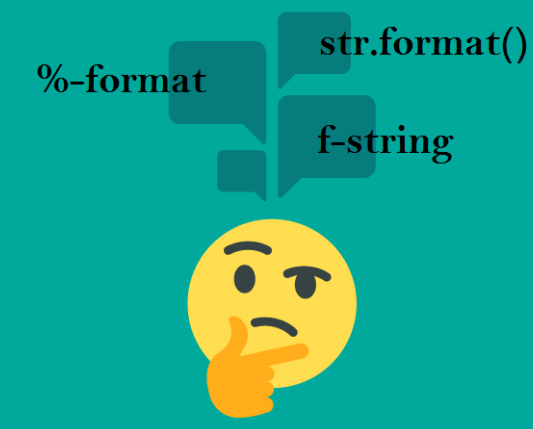 str.format()
%-format
f-string